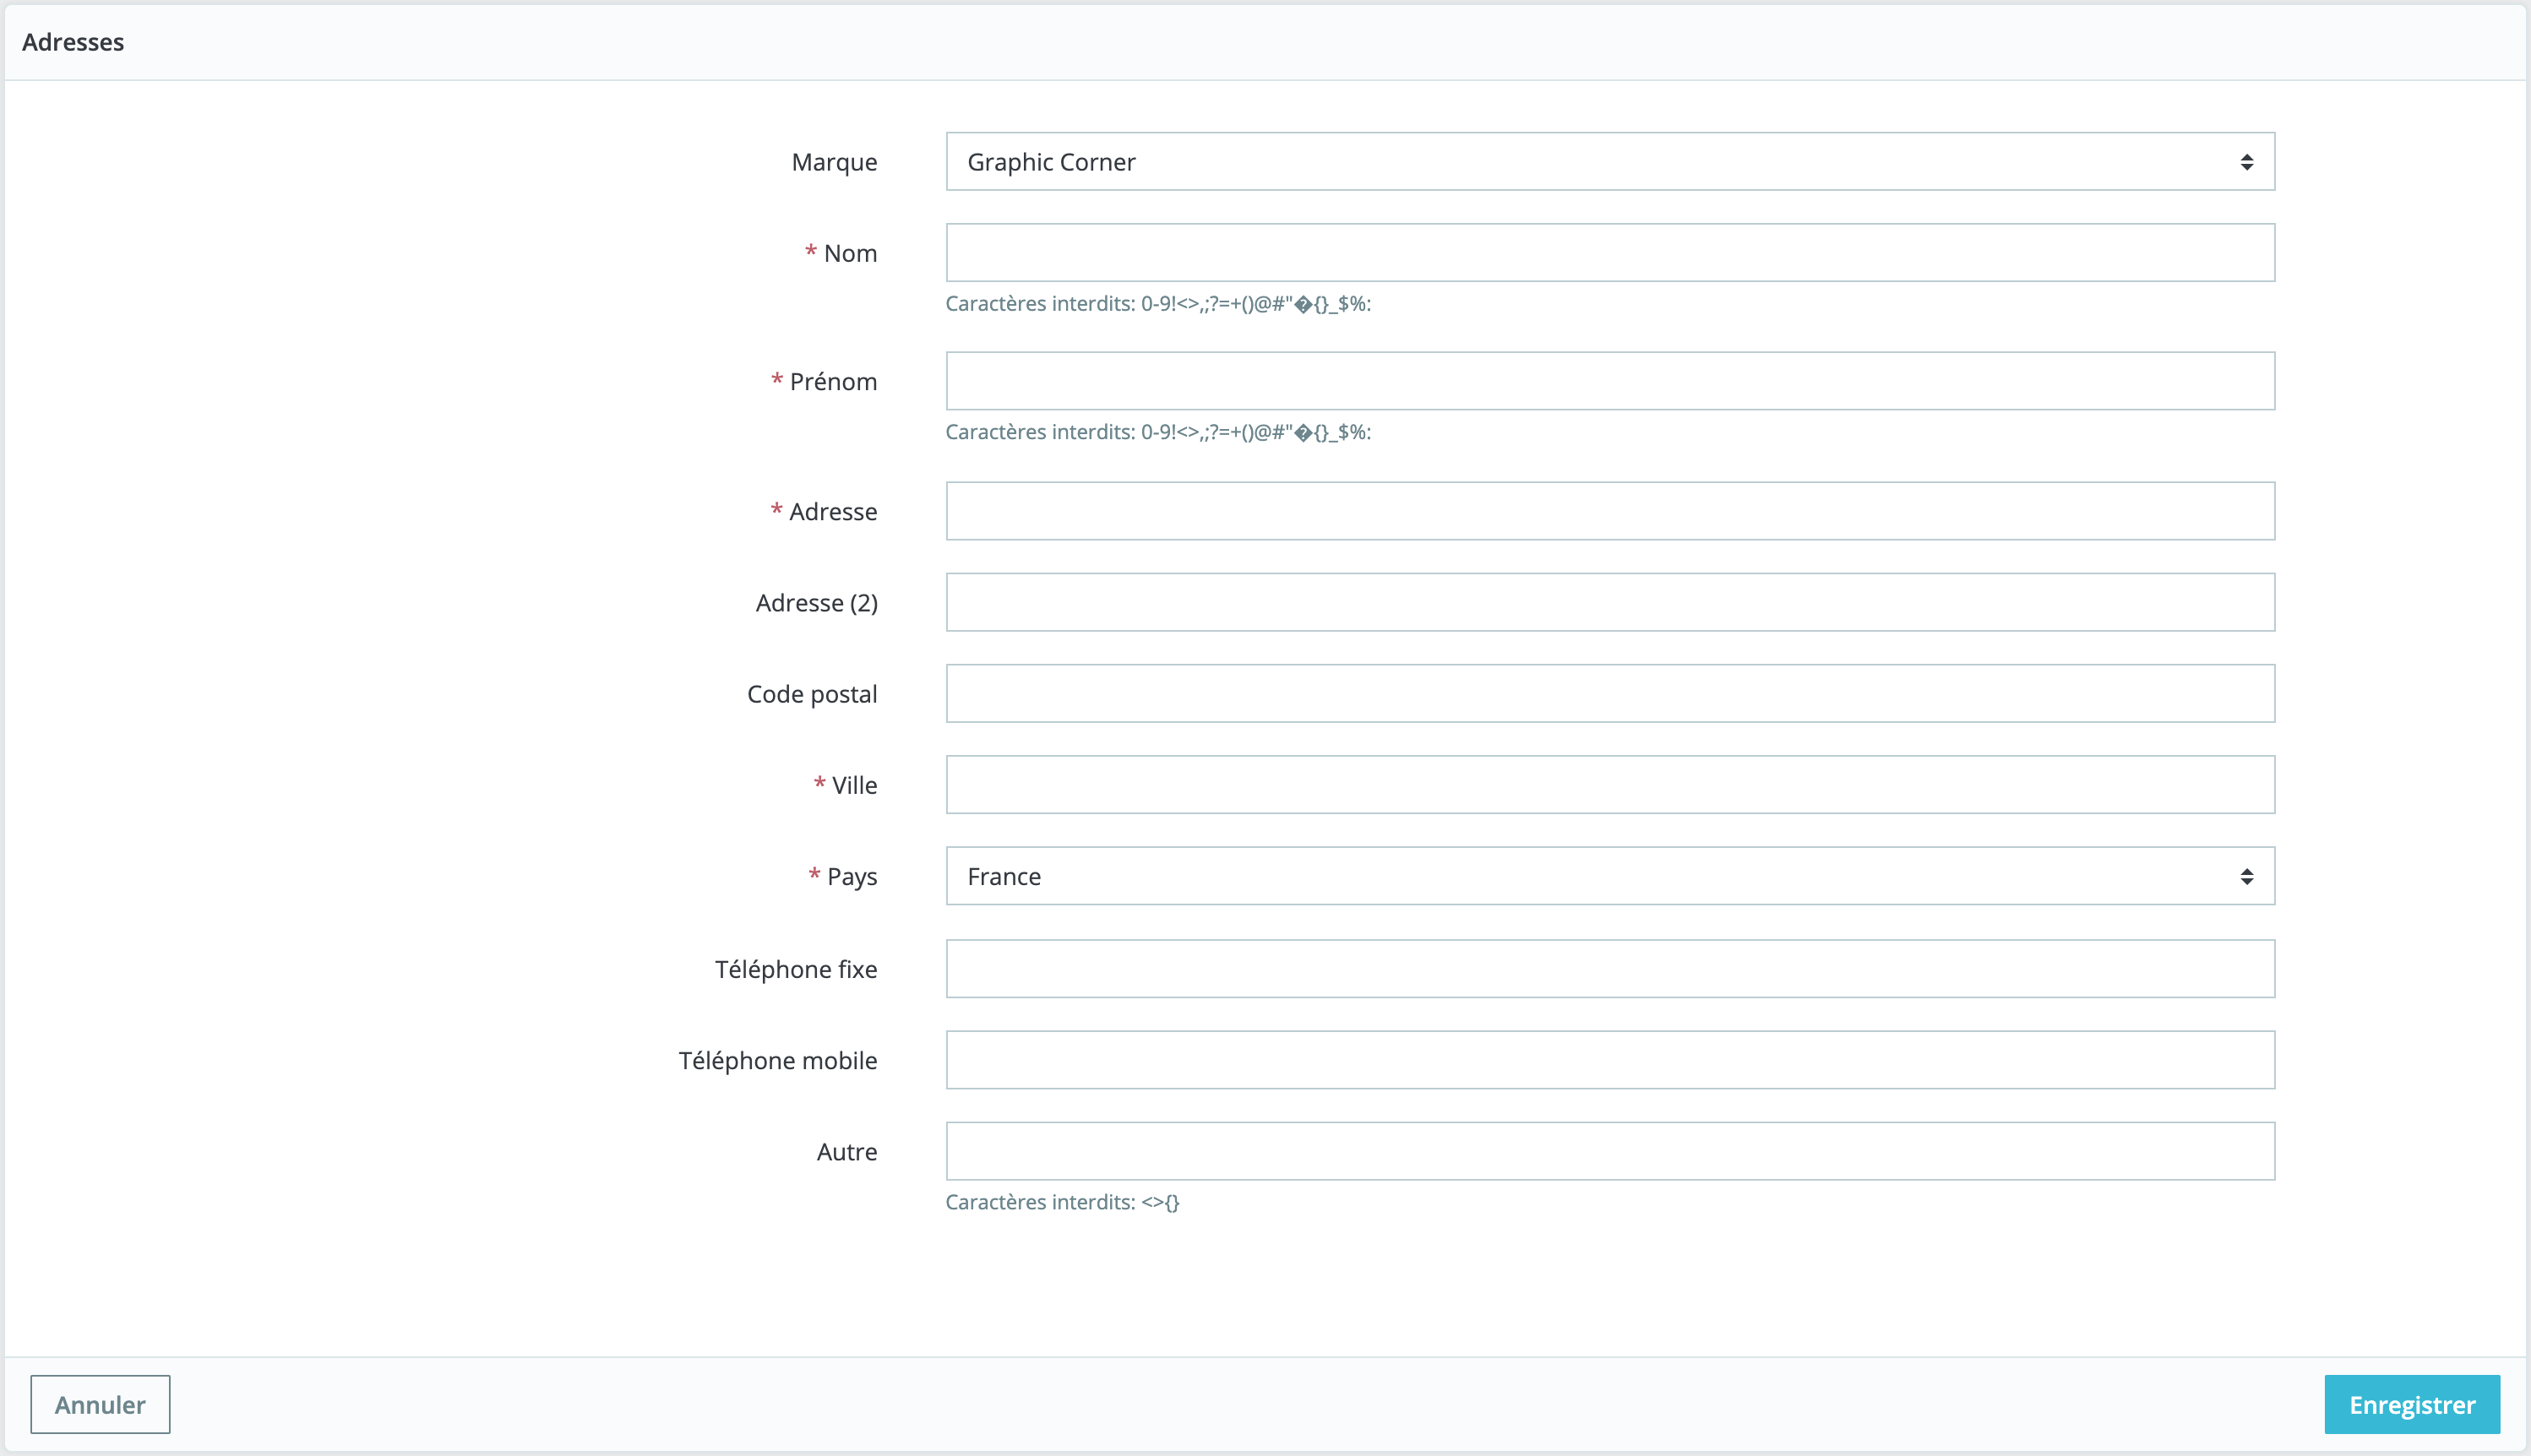 Adresses
Marque
Graphic Corner
* Nom
Caractères interdits: 0-9!<>,;?=+()@#"�{}_$%:
* Prénom
Caractères interdits: 0-9!<>,;?=+()@#"�{}_$%:
* Adresse
Adresse (2)
Code postal
* Ville
* Pays
France
Téléphone fixe
Téléphone mobile
Autre
Caractères interdits: <>{}
Annuler
Enregistrer